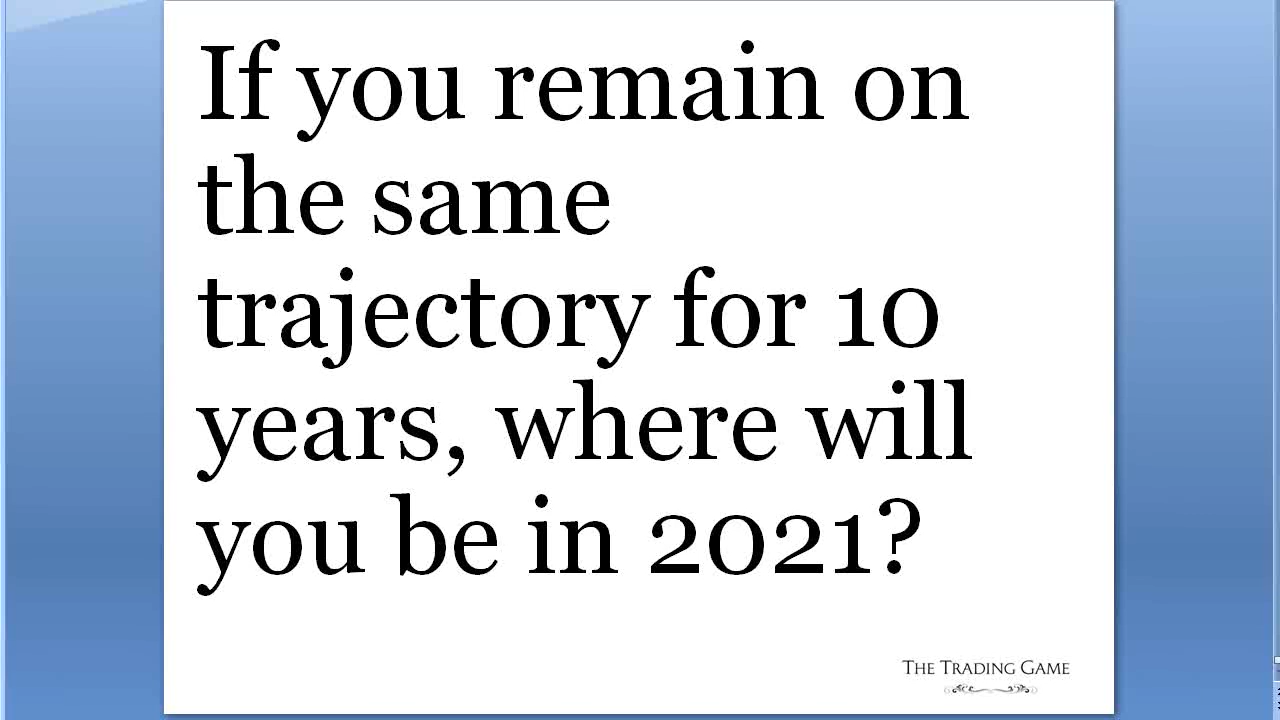 If you remain on
the same
trajectory for 10
years, where will
you be in 2021?
THE TRADING GAME